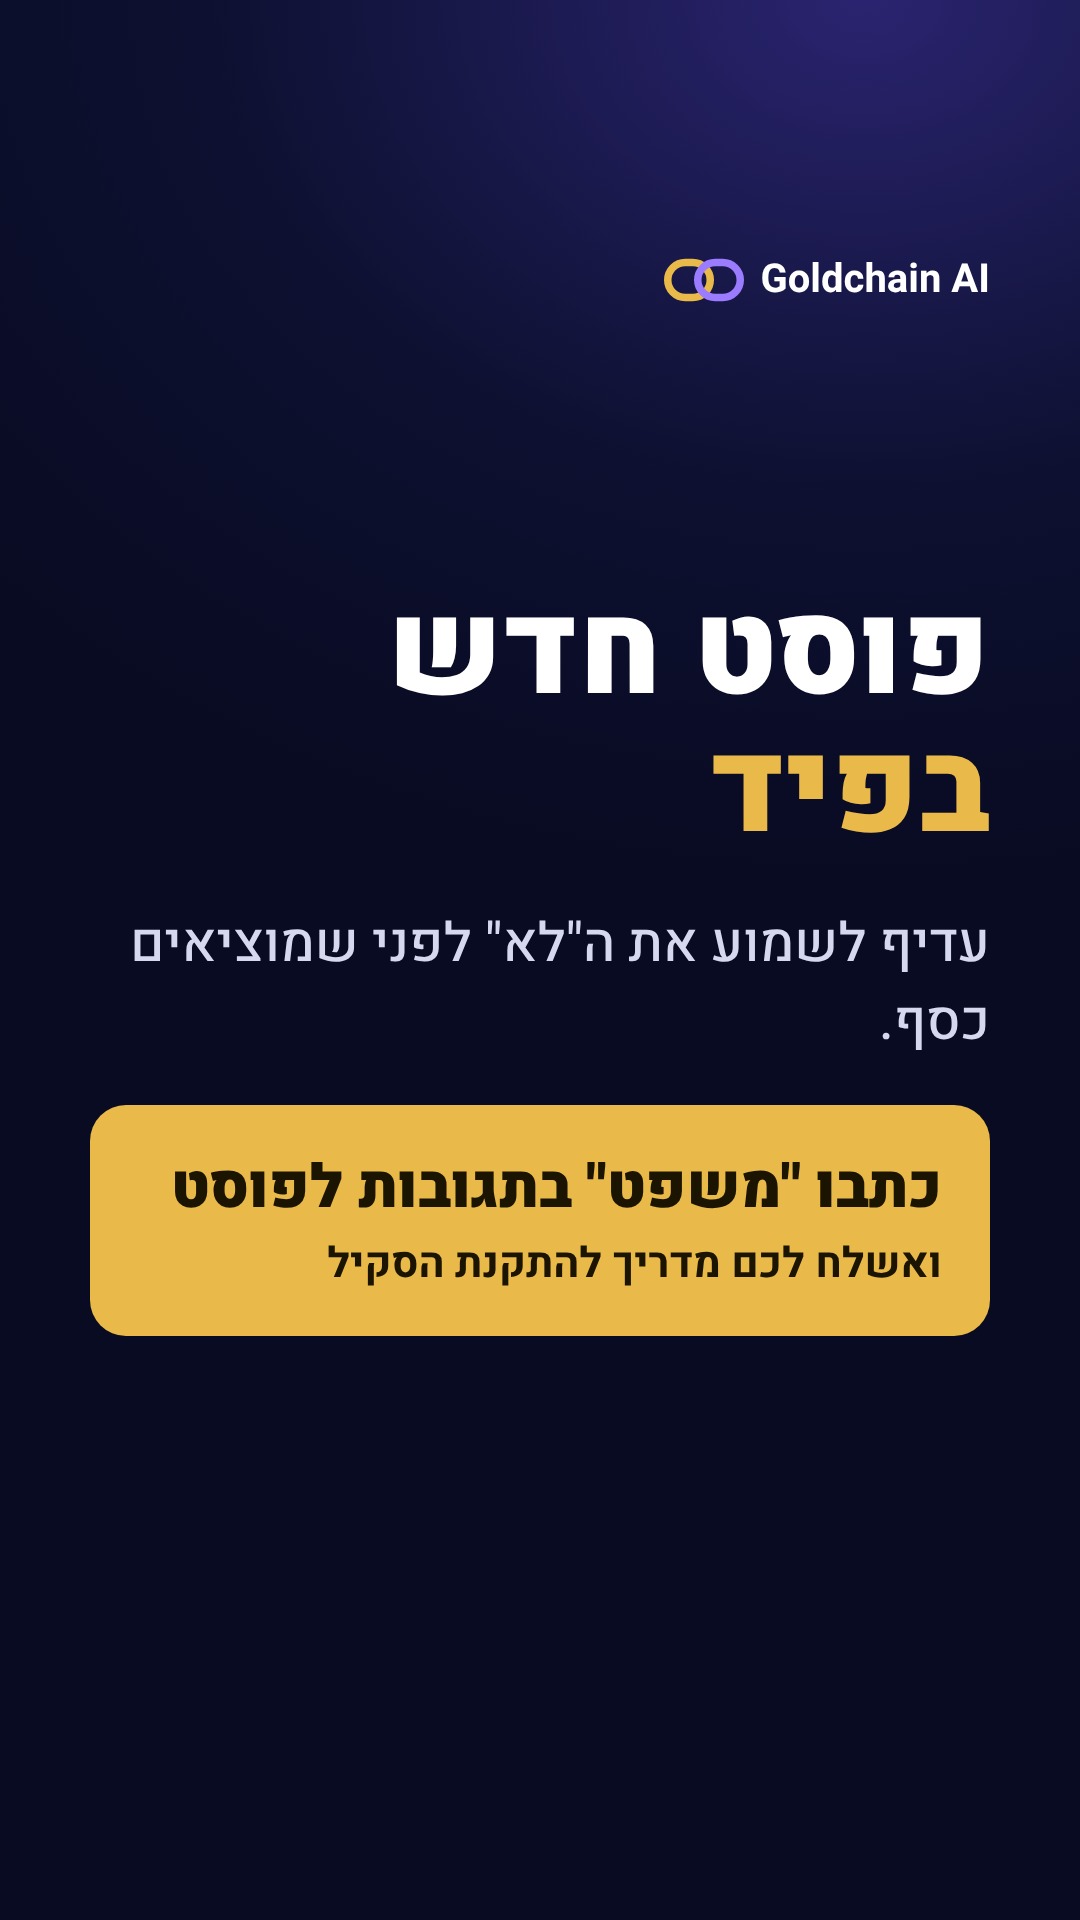 Goldchain AI
פוסט חדש
בפיד
עדיף לשמוע את ה"לא" לפני שמוציאים
כסף.
כתבו "משפט" בתגובות לפוסט
ואשלח לכם מדריך להתקנת הסקיל